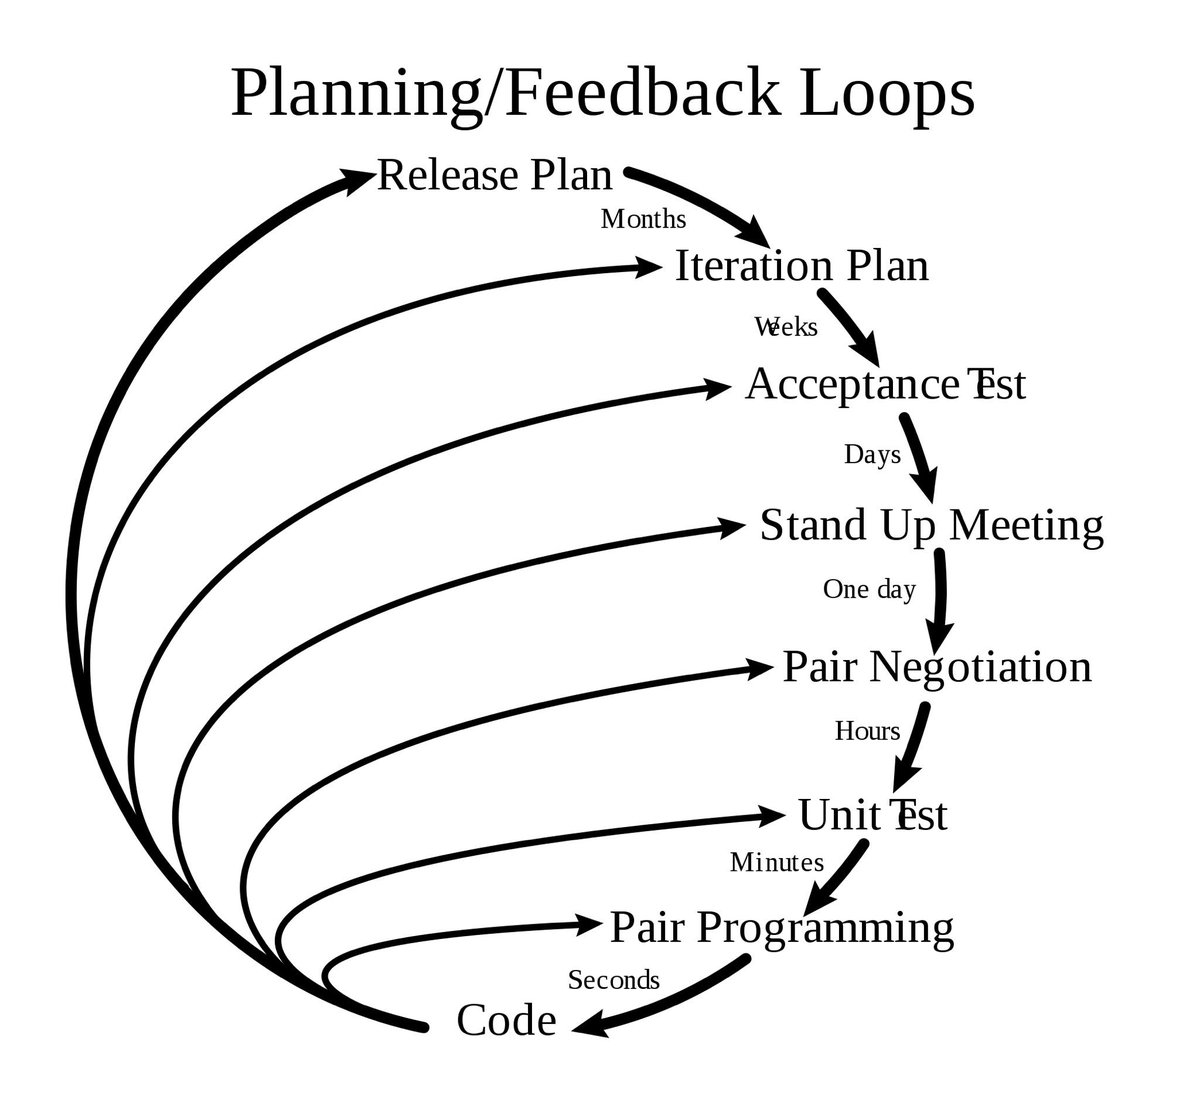 Planning/Feedback Loops
Release Plan
Months
Iteration Plan
Weeks
Acceptance Test
Days
Stand Up Meeting
One day
Pair Negotiation
Hours
Unit Test
Minutes
Pair Programming
Seconds
Code